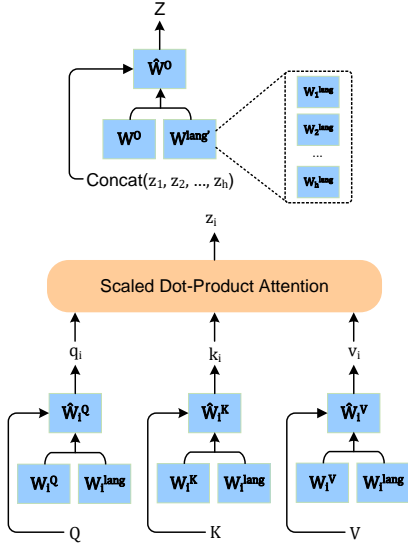 Z
Ŵ^O
W^O W^lang'
W_1^lang
W_2^lang
...
W_h^lang
Concat(z_1, z_2, ..., z_h)
z_i
Scaled Dot-Product Attention
q_i k_i v_i
Ŵ_i^Q Ŵ_i^K Ŵ_i^V
W_i^Q W_i^lang W_i^K W_i^lang W_i^V W_i^lang
Q K V